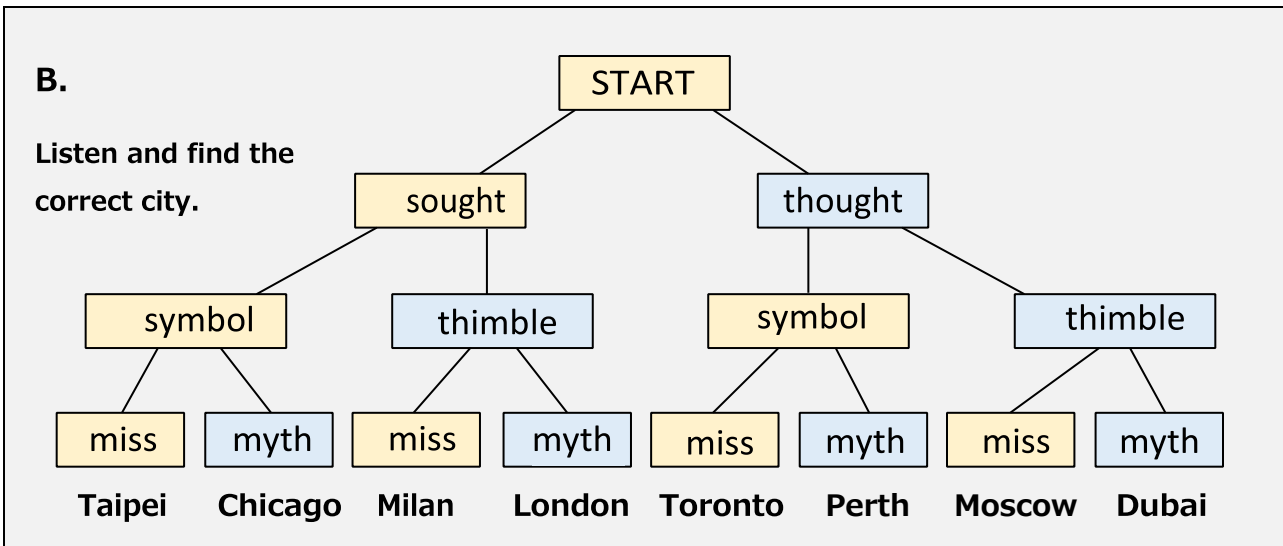 B.
START
Listen and find the
correct city.
sought thought
symbol thimble symbol thimble
miss myth miss myth miss myth miss myth
Taipei Chicago Milan London Toronto Perth Moscow Dubai